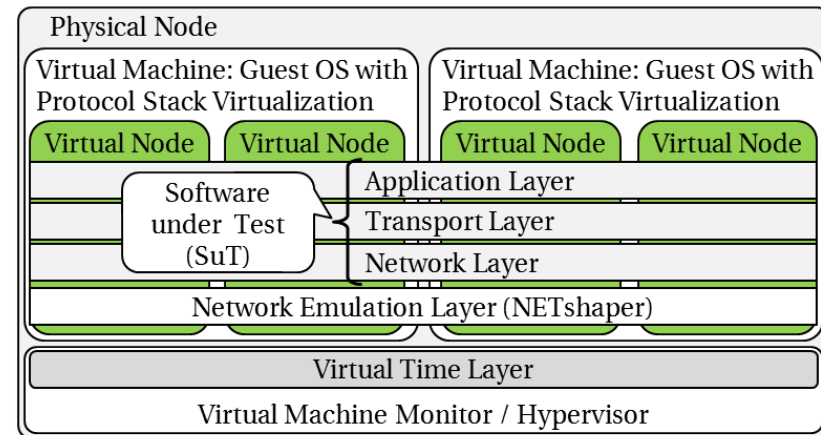 Physical Node
Virtual Machine: Guest OS with
Protocol Stack Virtualization
Virtual Machine: Guest OS with
Protocol Stack Virtualization
Virtual Node
Virtual Node
Virtual Node
Virtual Node
Software
under Test
(SuT)
Application Layer
Transport Layer
Network Layer
Network Emulation Layer (NETshaper)
Virtual Time Layer
Virtual Machine Monitor / Hypervisor